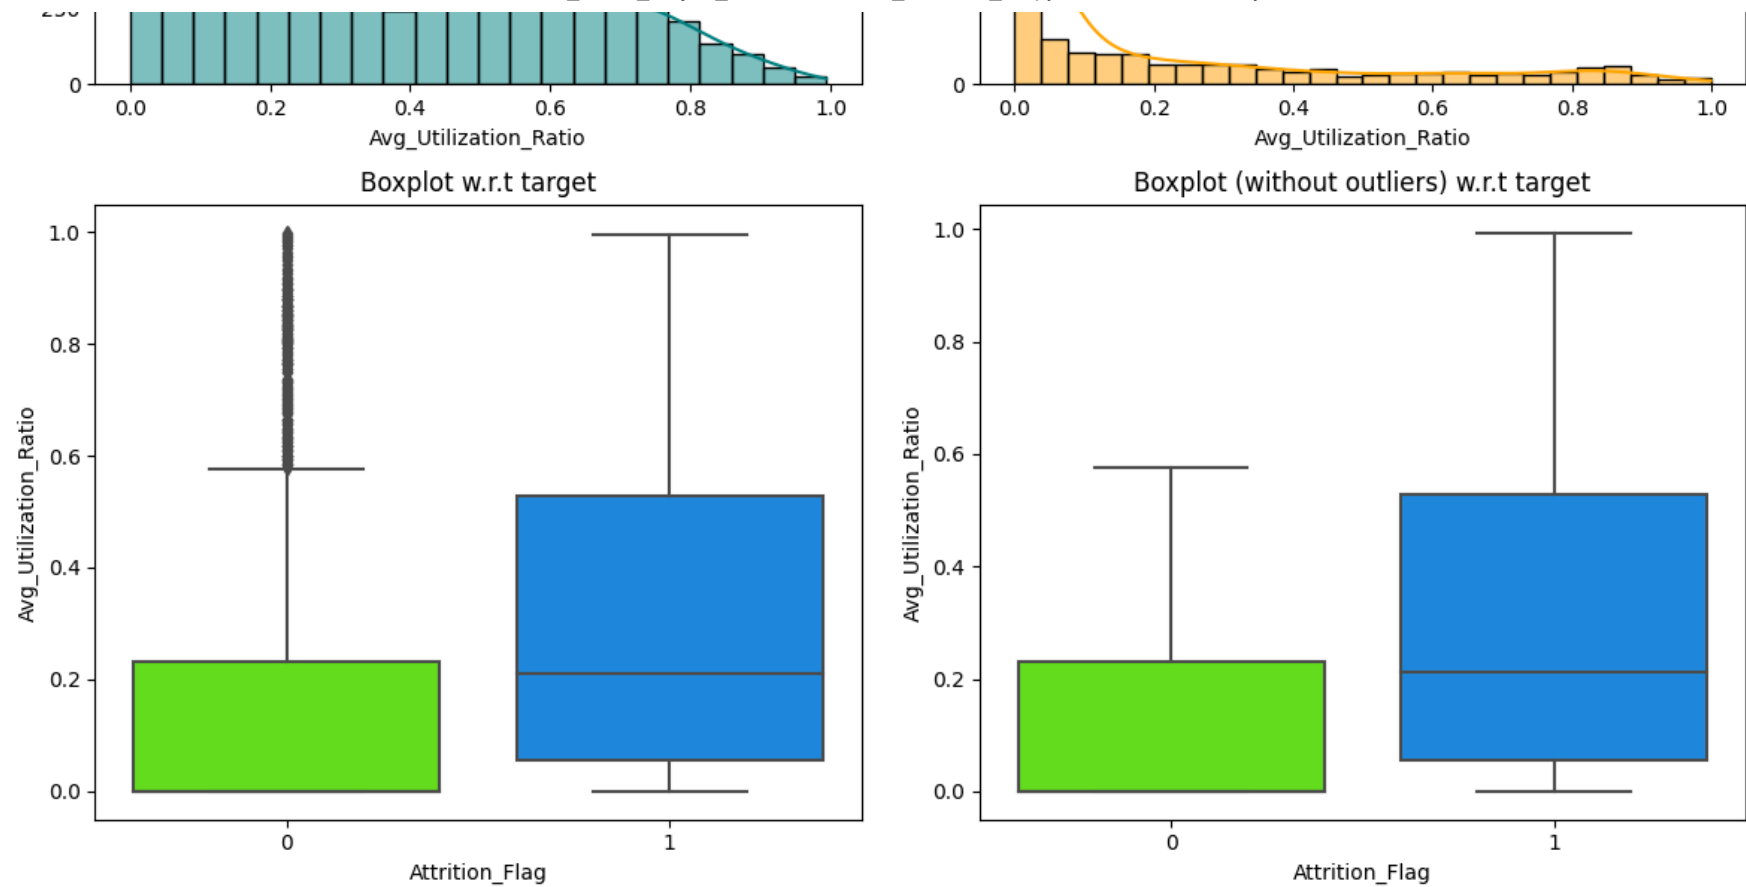 0
0.0 0.2 0.4 0.6 0.8 1.0
Avg_Utilization_Ratio
0
0.0 0.2 0.4 0.6 0.8 1.0
Avg_Utilization_Ratio
Boxplot w.r.t target
1.0
0.8
0.6
0.4
0.2
0.0
Avg_Utilization_Ratio
0 1
Attrition_Flag
Boxplot (without outliers) w.r.t target
1.0
0.8
0.6
0.4
0.2
0.0
Avg_Utilization_Ratio
0 1
Attrition_Flag